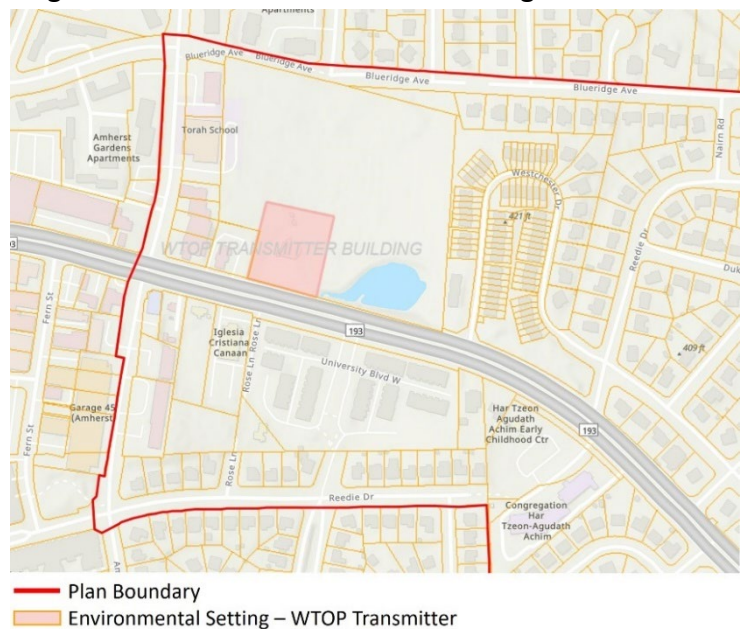 Apartments
Blueridge Ave
Blueridge Ave
Blueridge Ave
Blueridge Ave
Nairn Rd
Torah School
Amherst
Gardens
Apartments
Westchester Dr
421 ft
Reedie Dr
WTOP TRANSMITTER BUILDING
Duk
93
Fern St
Iglesia
Cristiana
Canaan
Rose Ln
Rose Ln
193
409 ft
University Blvd W
Garage 45
(Amherst)
Fern St
Har Tzeon
Agudath
Achim Early
Childhood Ctr
193
Reedie Dr
Congregation
Har
Tzeon-Agudath
Achim
Plan Boundary
Environmental Setting – WTOP Transmitter